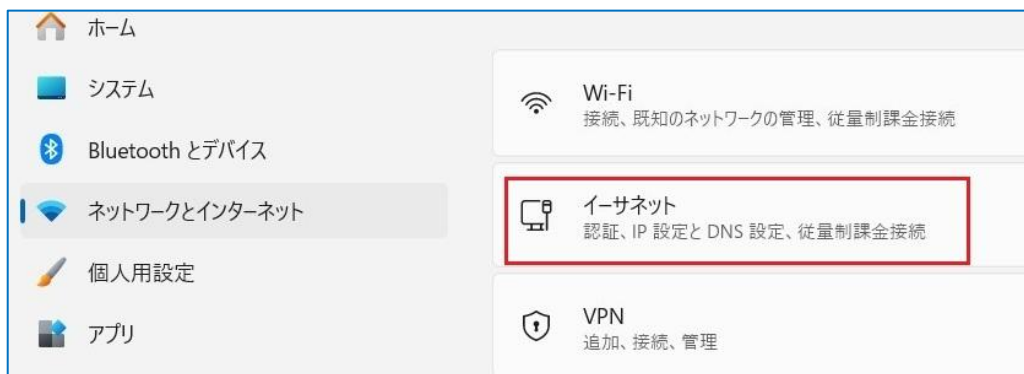 ホーム
システム
Bluetooth とデバイス
ネットワークとインターネット
個人用設定
アプリ
Wi-Fi
接続、既知のネットワークの管理、従量制課金接続
イーサネット
認証、IP 設定と DNS 設定、従量制課金接続
VPN
追加、接続、管理